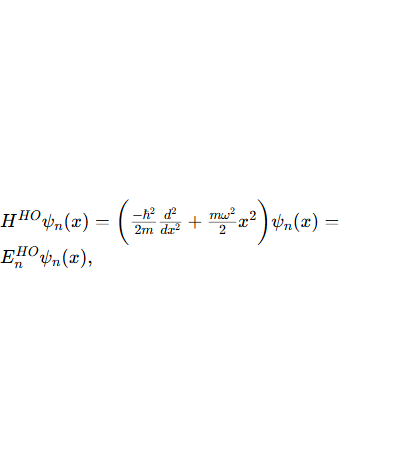 $H^{HO}\psi_n(x) = \left(\frac{-\hbar^2}{2m}\frac{d^2}{dx^2} + \frac{m\omega^2}{2}x^2\right)\psi_n(x) =$
$E_n^{HO}\psi_n(x),$